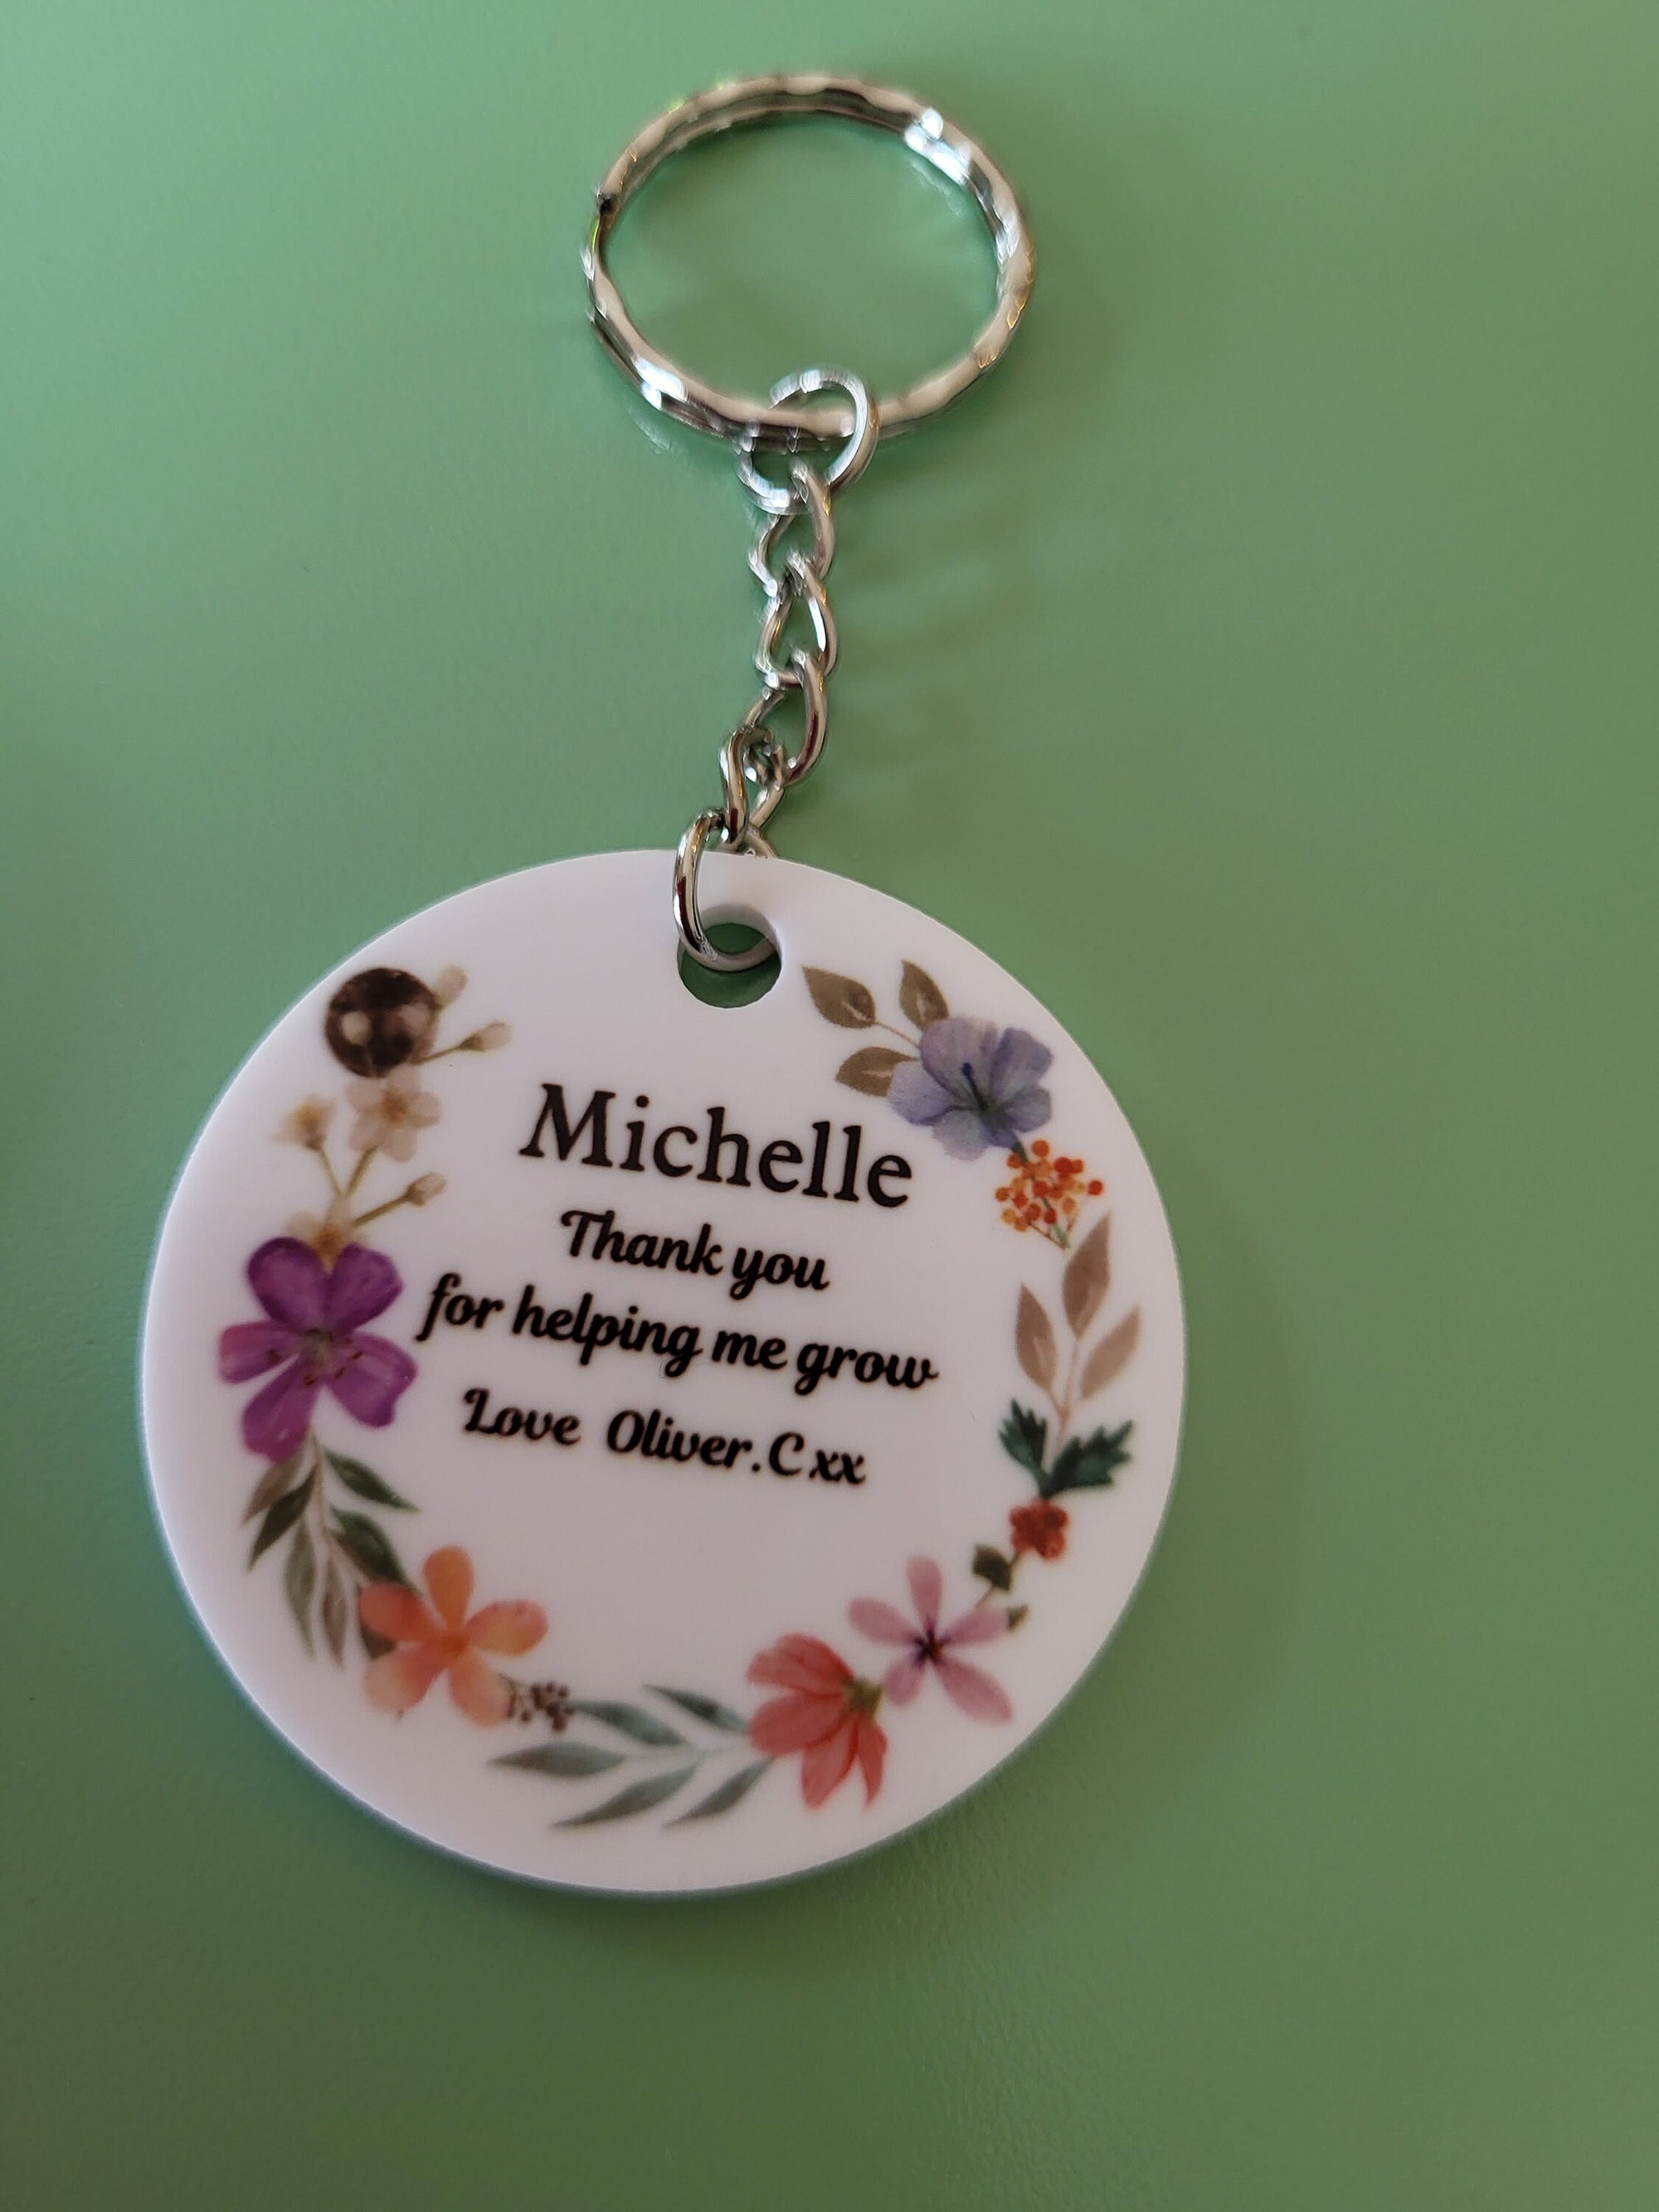 Michelle
Thank you
for helping me grow
Love Oliver.C xx